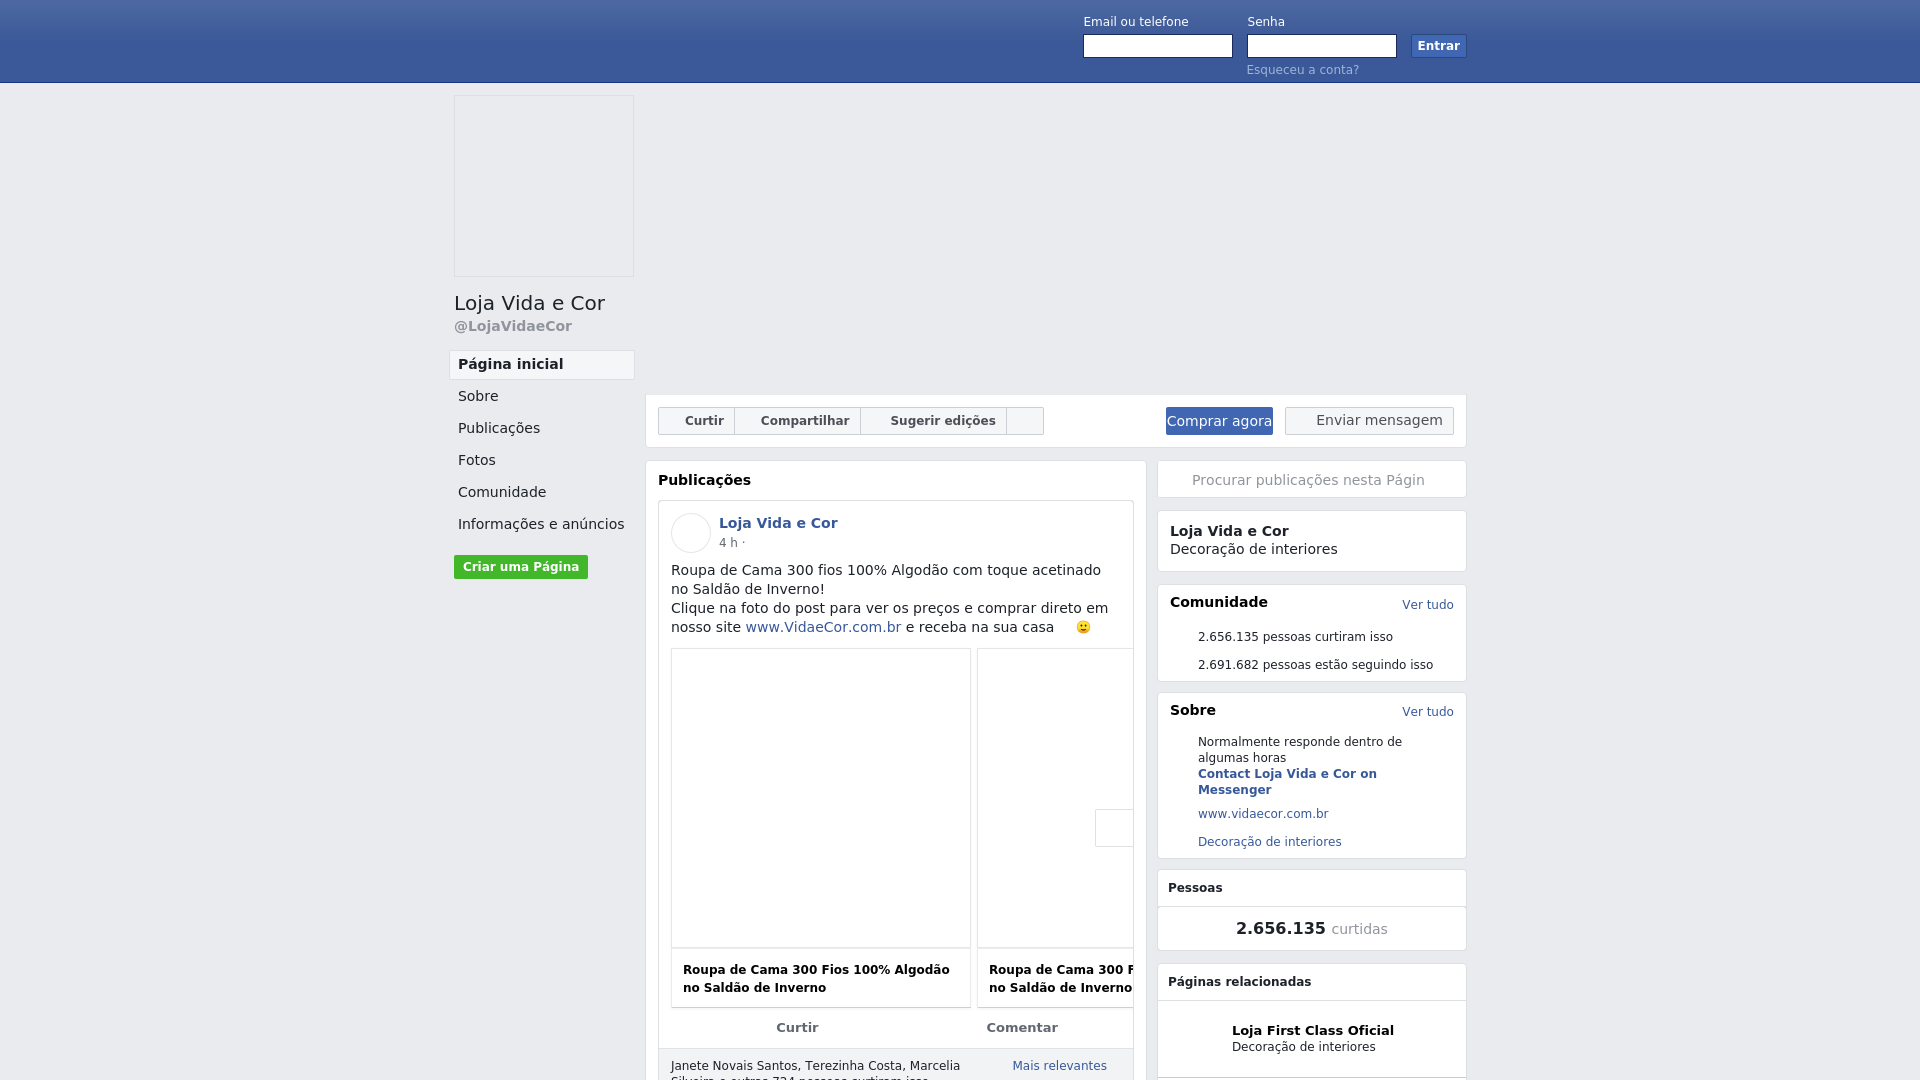 Email ou telefone
Senha
Entrar
Esqueceu a conta?
Loja Vida e Cor
@LojaVidaeCor
Página inicial
Sobre
Publicações
Fotos
Comunidade
Informações e anúncios
Criar uma Página
Curtir
Compartilhar
Sugerir edições
Comprar agora
Enviar mensagem
Publicações
Loja Vida e Cor
4 h ·
Roupa de Cama 300 fios 100% Algodão com toque acetinado
no Saldão de Inverno!
Clique na foto do post para ver os preços e comprar direto em
nosso site www.VidaeCor.com.br e receba na sua casa 🙂
Roupa de Cama 300 Fios 100% Algodão
no Saldão de Inverno
Roupa de Cama 300 F
no Saldão de Inverno
Curtir
Comentar
Janete Novais Santos, Terezinha Costa, Marcelia
Silveira e outras 724 pessoas curtiram isso
Mais relevantes
Procurar publicações nesta Págin
Loja Vida e Cor
Decoração de interiores
Comunidade
Ver tudo
2.656.135 pessoas curtiram isso
2.691.682 pessoas estão seguindo isso
Sobre
Ver tudo
Normalmente responde dentro de
algumas horas
Contact Loja Vida e Cor on
Messenger
www.vidaecor.com.br
Decoração de interiores
Pessoas
2.656.135 curtidas
Páginas relacionadas
Loja First Class Oficial
Decoração de interiores